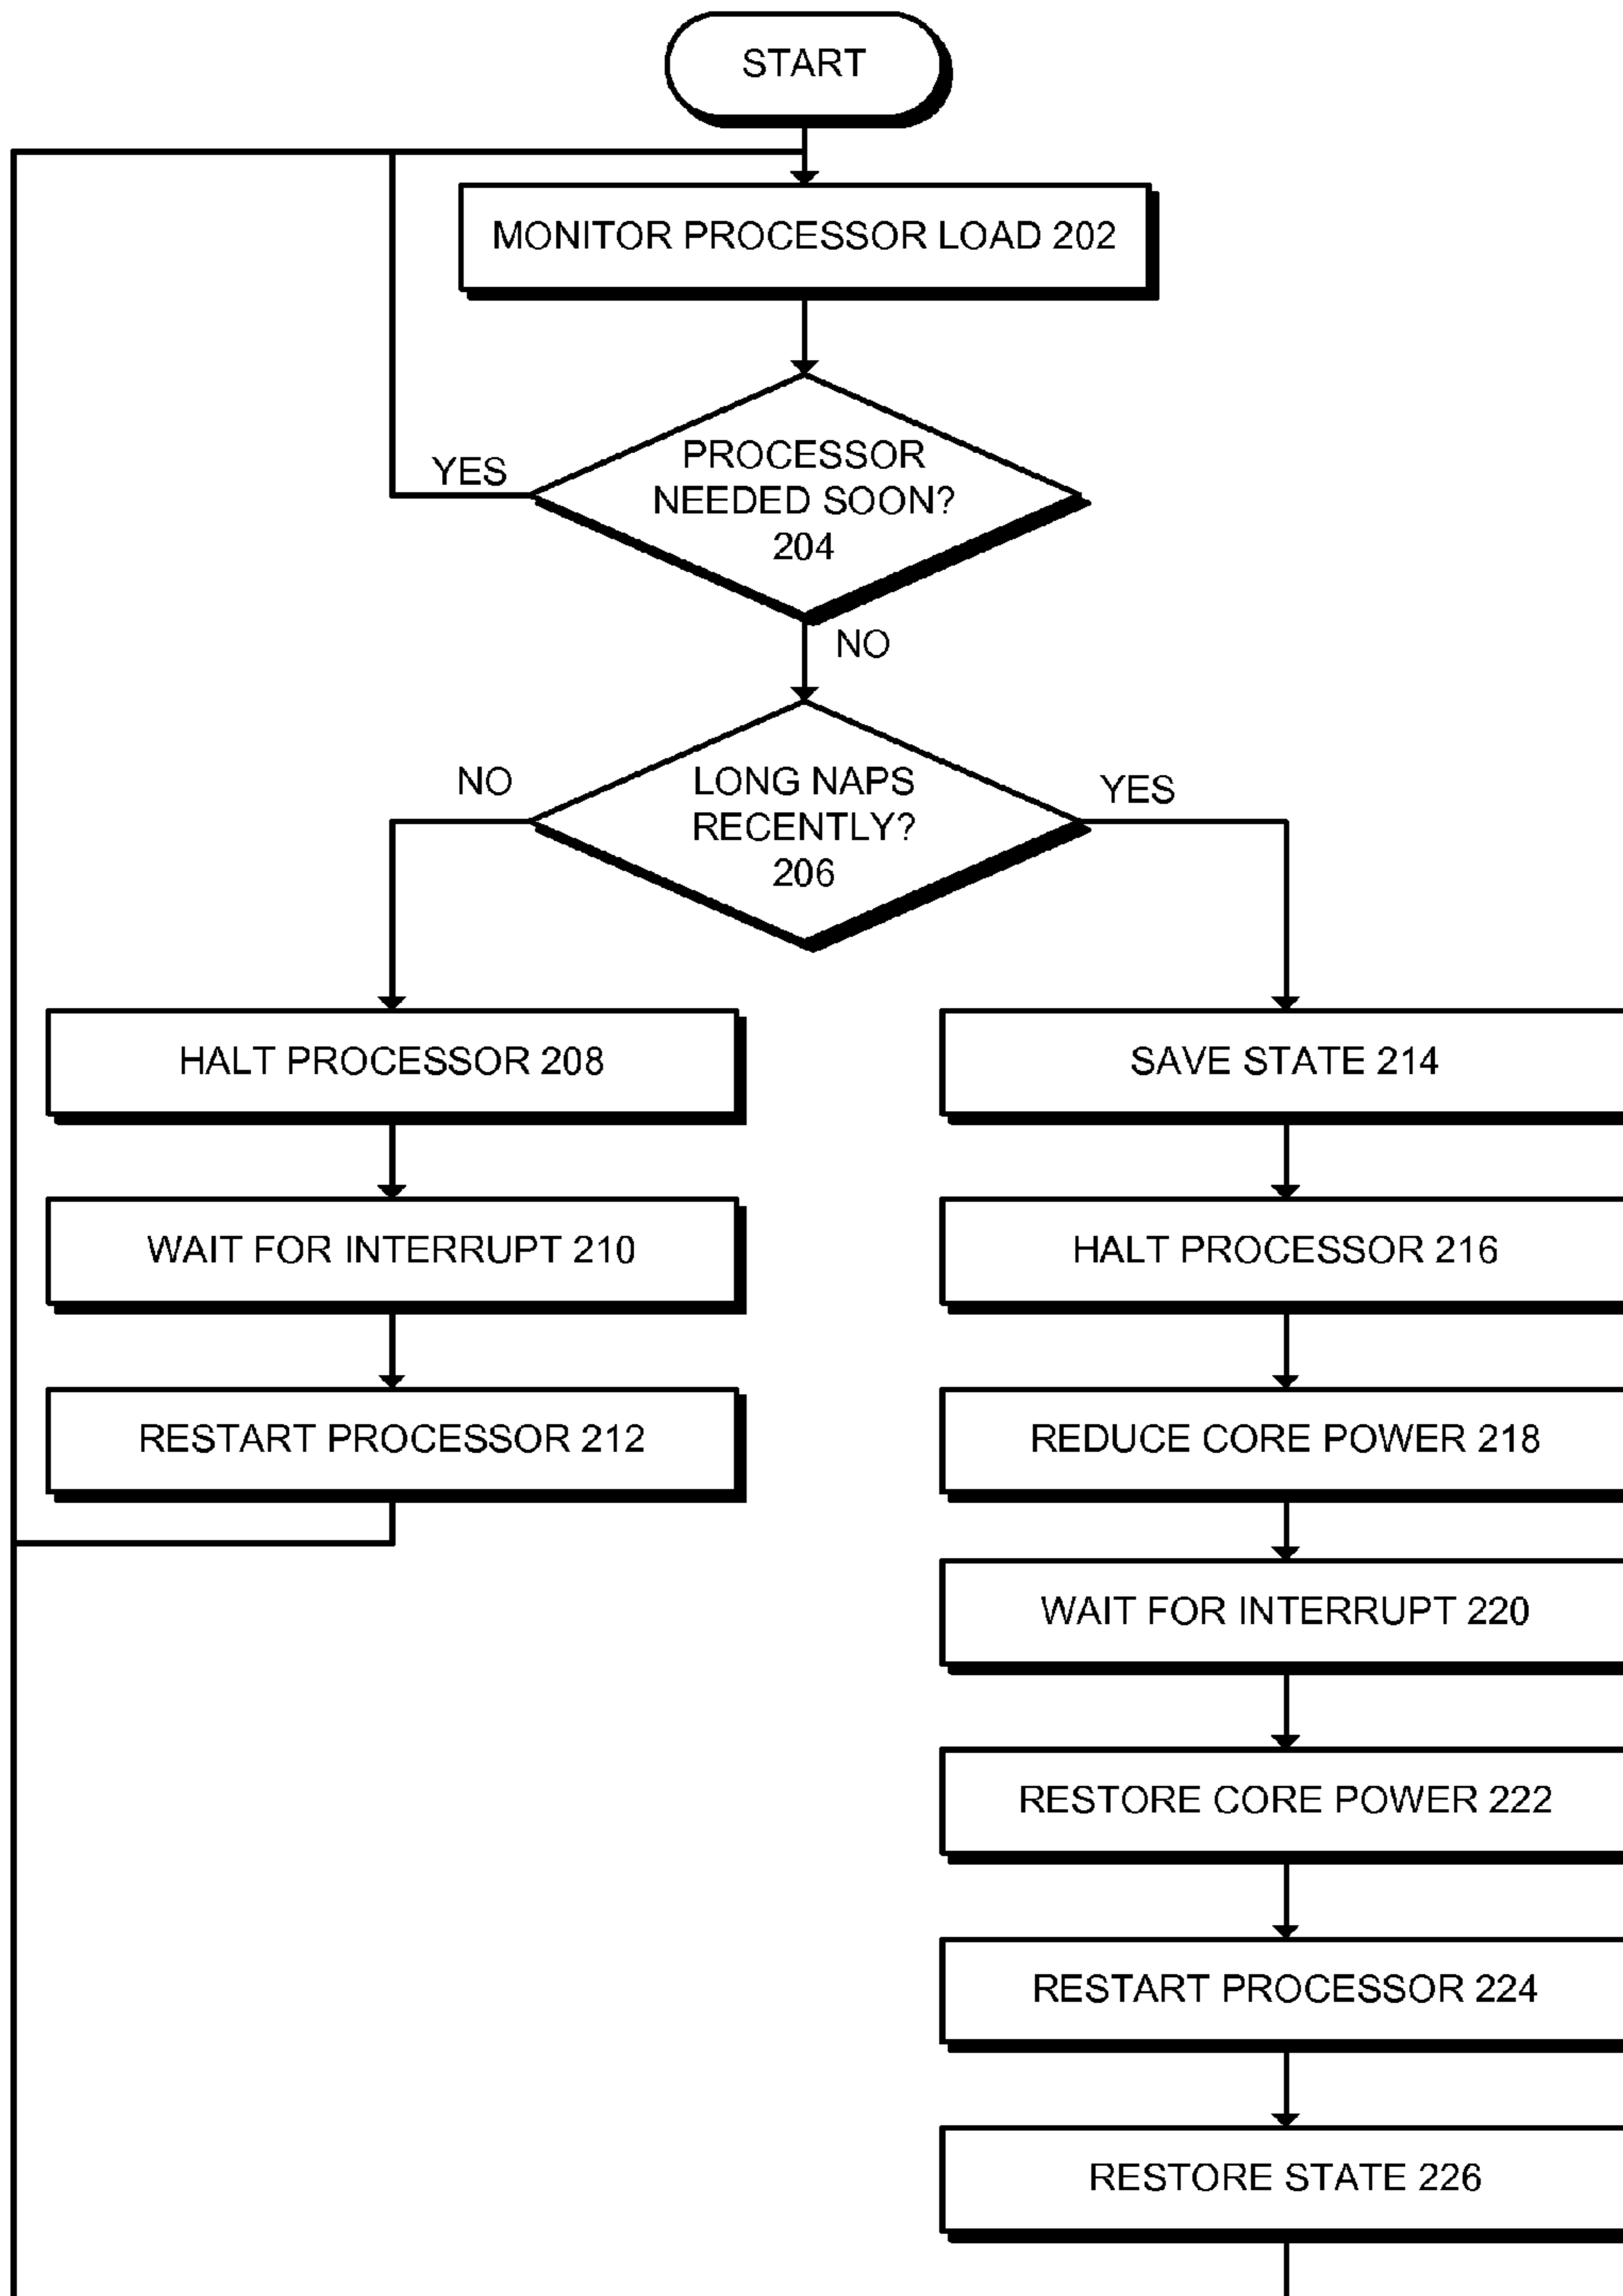 START
MONITOR PROCESSOR LOAD 202
PROCESSOR
NEEDED SOON?
204
YES
NO
LONG NAPS
RECENTLY?
206
NO
YES
HALT PROCESSOR 208
WAIT FOR INTERRUPT 210
RESTART PROCESSOR 212
SAVE STATE 214
HALT PROCESSOR 216
REDUCE CORE POWER 218
WAIT FOR INTERRUPT 220
RESTORE CORE POWER 222
RESTART PROCESSOR 224
RESTORE STATE 226